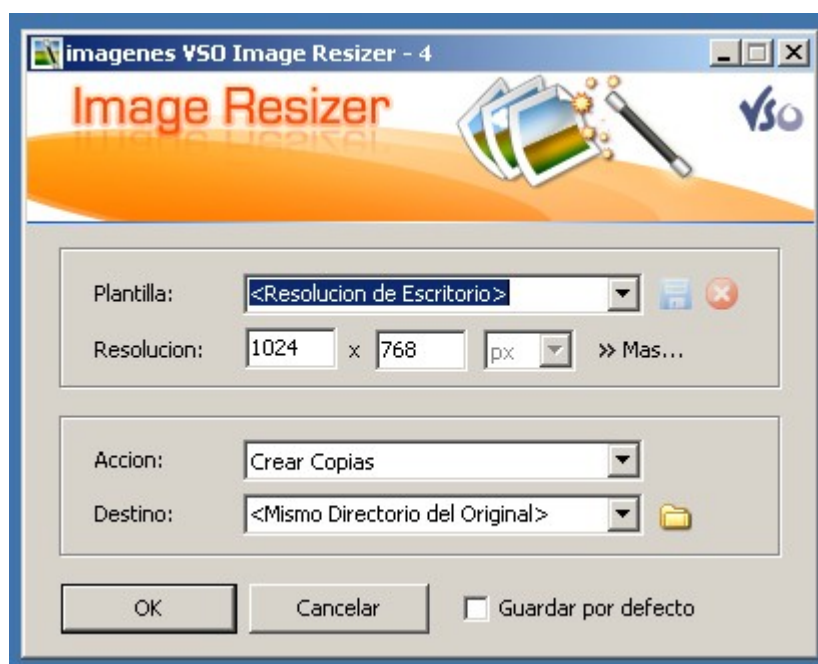 imagenes VSO Image Resizer - 4
Image Resizer
VSO
Plantilla: <Resolucion de Escritorio>
Resolucion: 1024 x 768 px >> Mas...
Accion: Crear Copias
Destino: <Mismo Directorio del Original>
OK Cancelar Guardar por defecto